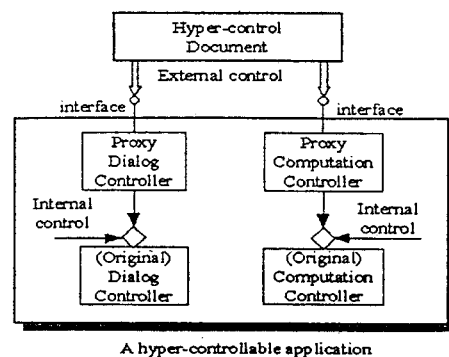 Hyper-control
Document
External control
interface
interface
Proxy
Dialog
Controller
Proxy
Computation
Controller
Internal
control
Internal
control
(Original)
Dialog
Controller
(Original)
Computation
Controller
A hyper-controllable application